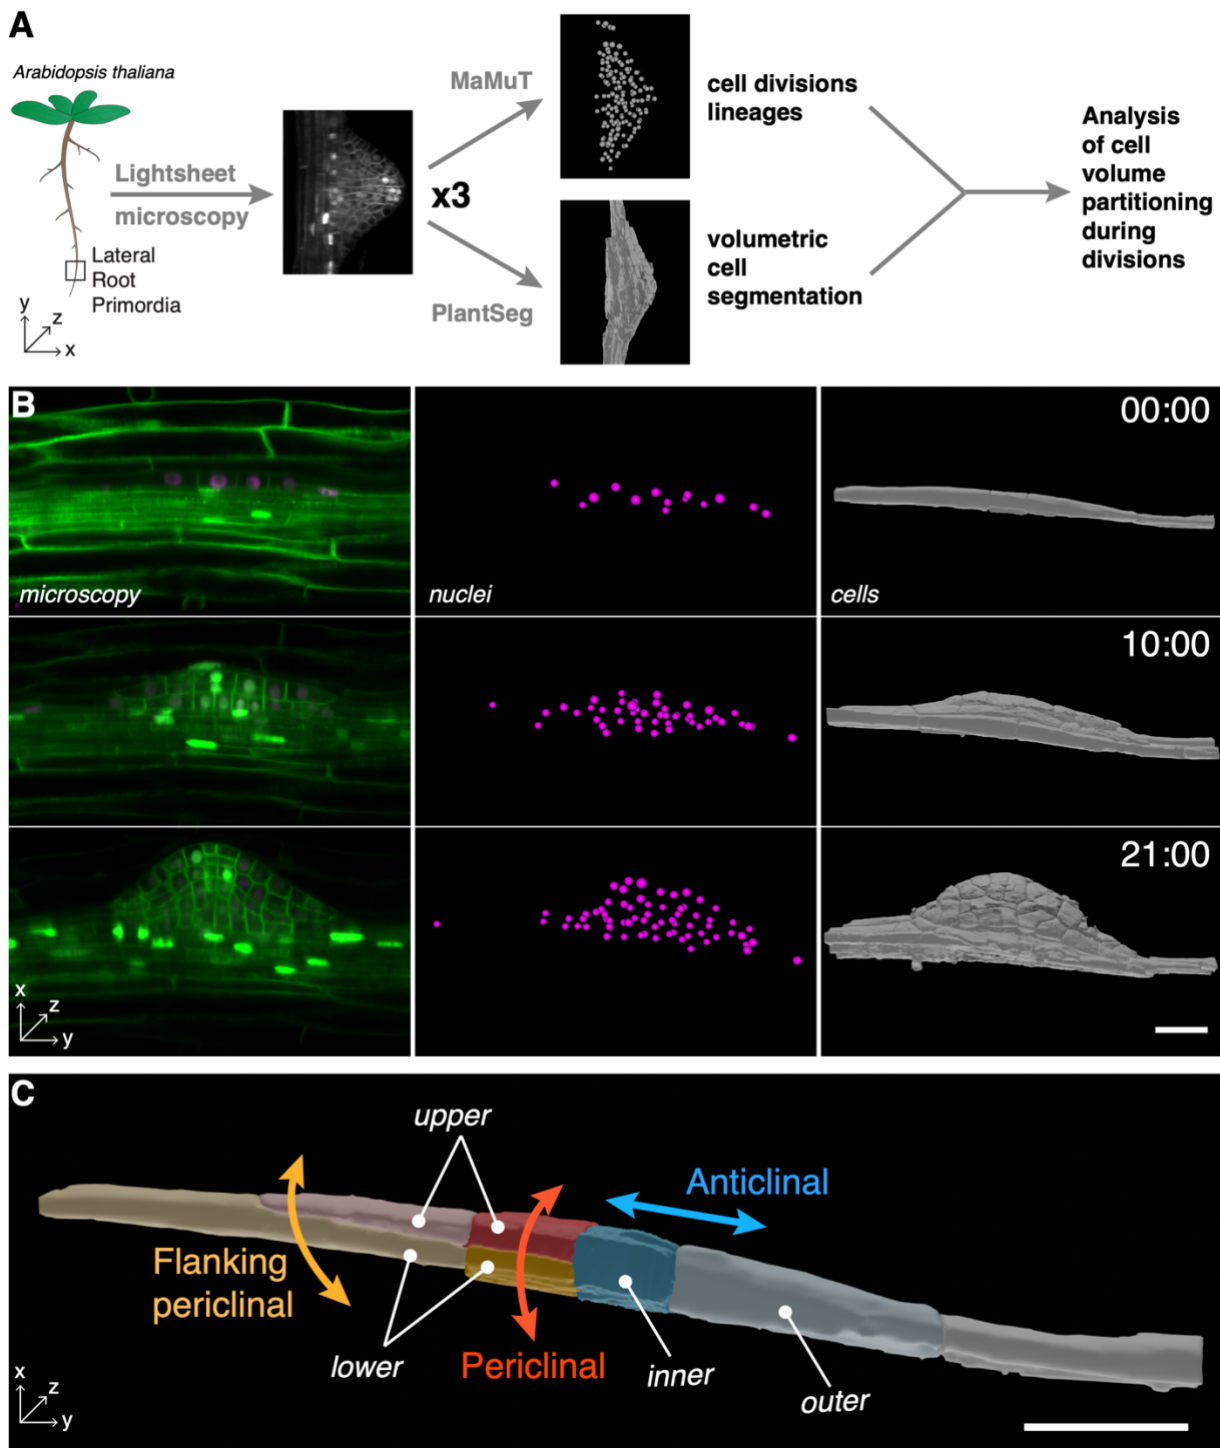 A
Arabidopsis thaliana
Lightsheet
microscopy
Lateral
Root
Primordia
y
z
x
x3
MaMuT
PlantSeg
cell divisions
lineages
volumetric
cell
segmentation
Analysis
of cell
volume
partitioning
during
divisions
B
microscopy
nuclei
cells
00:00
10:00
21:00
x
z
y
C
upper
Anticlinal
Flanking
periclinal
lower
Periclinal
inner
outer
x
z
y